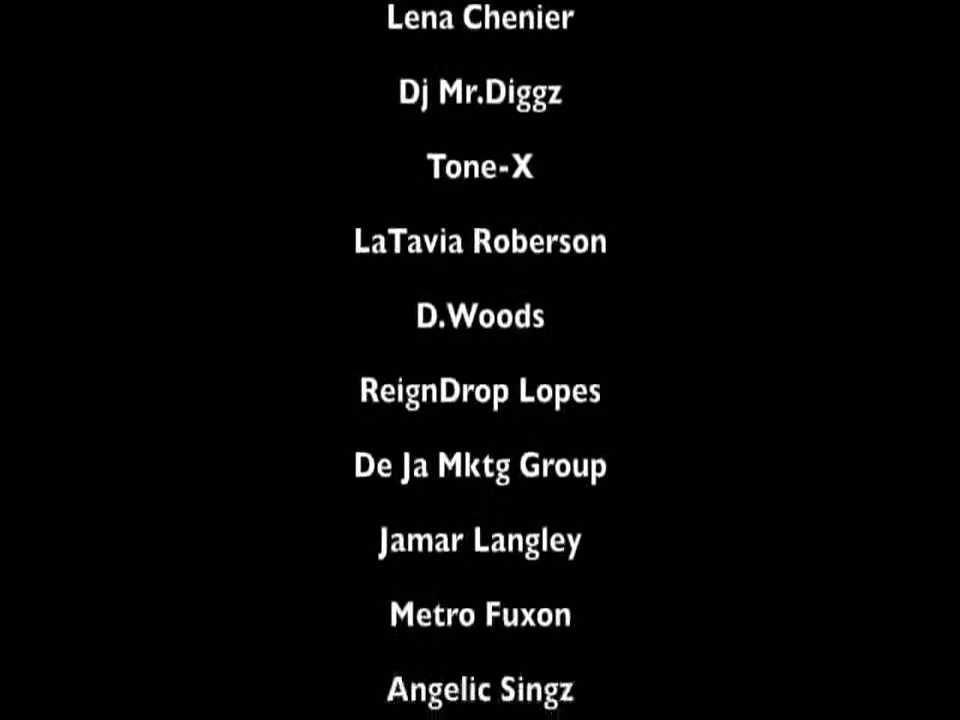 Lena Chenier
Dj Mr.Diggz
Tone-X
LaTavia Roberson
D.Woods
ReignDrop Lopes
De Ja Mktg Group
Jamar Langley
Metro Fuxon
Angelic Singz